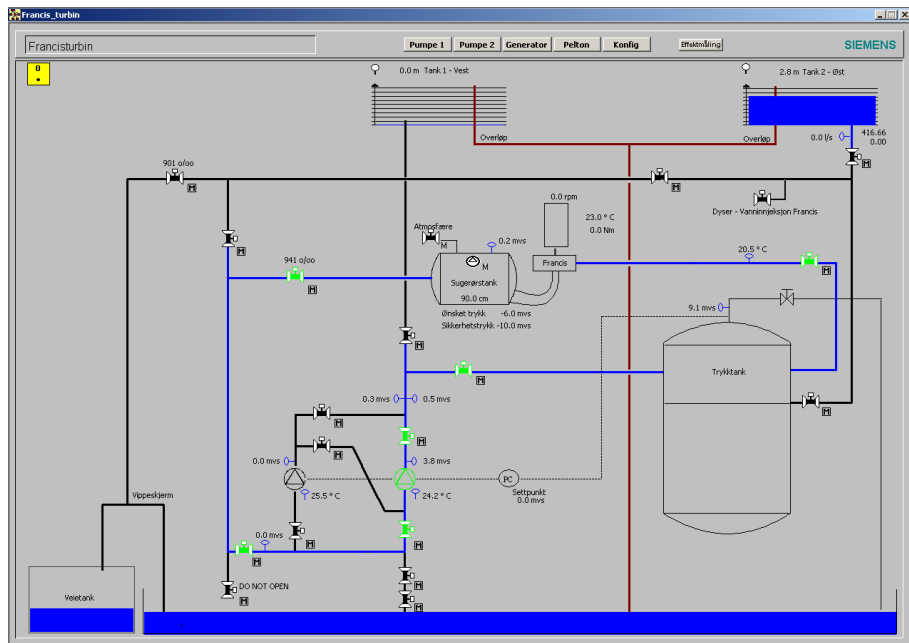 Francis_turbin
Francisturbin
Pumpe 1
Pumpe 2
Generator
Pelton
Konfig
Effektmåling
SIEMENS
0
0.0 m Tank 1 - Vest
2.8 m Tank 2 - Øst
Overløp
Overløp
0.0 l/s
416.66
0.00
M
901 o/oo
M
M
Dyser - Vanninnjeksjon Francis
M
0.0 rpm
23.0 ° C
0.0 Nm
Atmosfære
M
0.2 mvs
M
20.5 ° C
M
941 o/oo
M
Francis
M
Sugerørstank
90.0 cm
Ønsket trykk -6.0 mvs
Sikkerhetstrykk -10.0 mvs
9.1 mvs
M
M
Trykktank
0.3 mvs
0.5 mvs
M
M
M
M
0.0 mvs
3.8 mvs
25.5 ° C
24.2 ° C
PC
Settpunkt
0.0 mvs
Vippeskjerm
0.0 mvs
M
M
M
DO NOT OPEN
M
M
M
Veietank